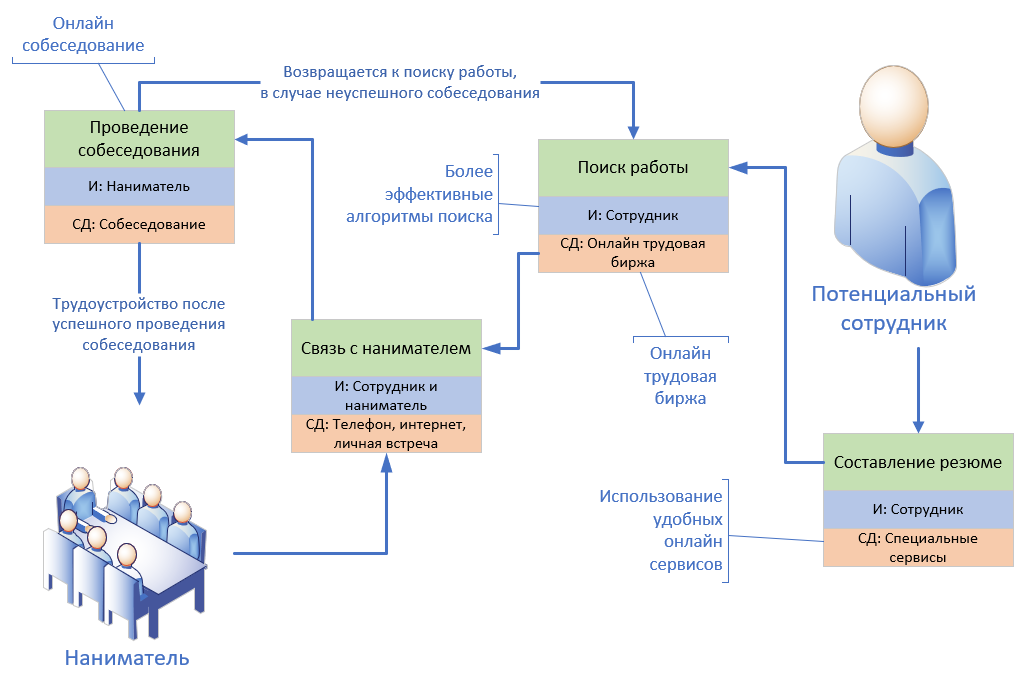 Онлайн
собеседование
Возвращается к поиску работы,
в случае неуспешного собеседования
Проведение
собеседования
И: Наниматель
СД: Собеседование
Более
эффективные
алгоритмы поиска
Поиск работы
И: Сотрудник
СД: Онлайн трудовая
биржа
Потенциальный
сотрудник
Трудоустройство после
успешного проведения
собеседования
Связь с нанимателем
И: Сотрудник и
наниматель
СД: Телефон, интернет,
личная встреча
Онлайн
трудовая
биржа
Составление резюме
И: Сотрудник
СД: Специальные
сервисы
Использование
удобных
онлайн
сервисов
Наниматель